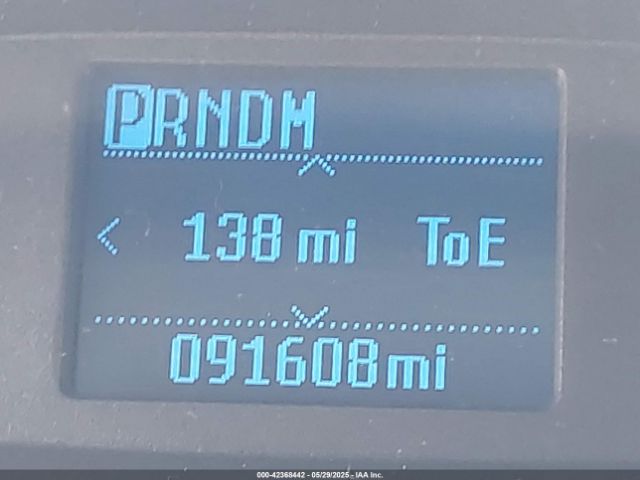 PRNDM
138 mi ToE
091608mi
000-42368442 - 05/29/2025 - IAA Inc.